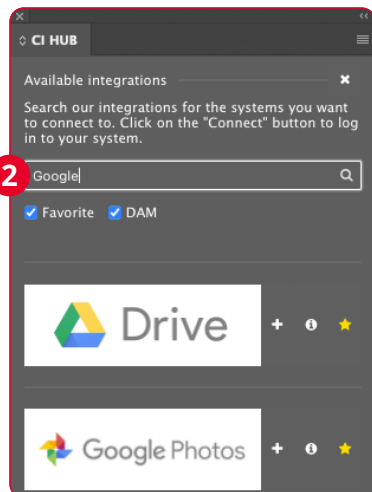 CI HUB
Available integrations
Search our integrations for the systems you want
to connect to. Click on the "Connect" button to log
in to your system.
2
Google
Favorite DAM
Drive
Google Photos